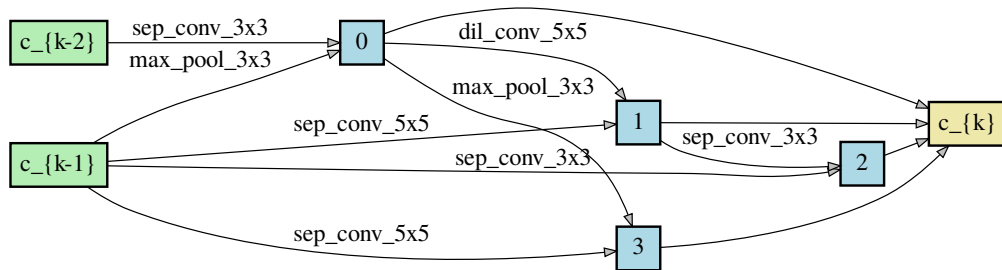 c_{k-2}
sep_conv_3x3
0
dil_conv_5x5
max_pool_3x3
max_pool_3x3
sep_conv_5x5
1
sep_conv_3x3
c_{k}
c_{k-1}
sep_conv_3x3
2
sep_conv_5x5
3